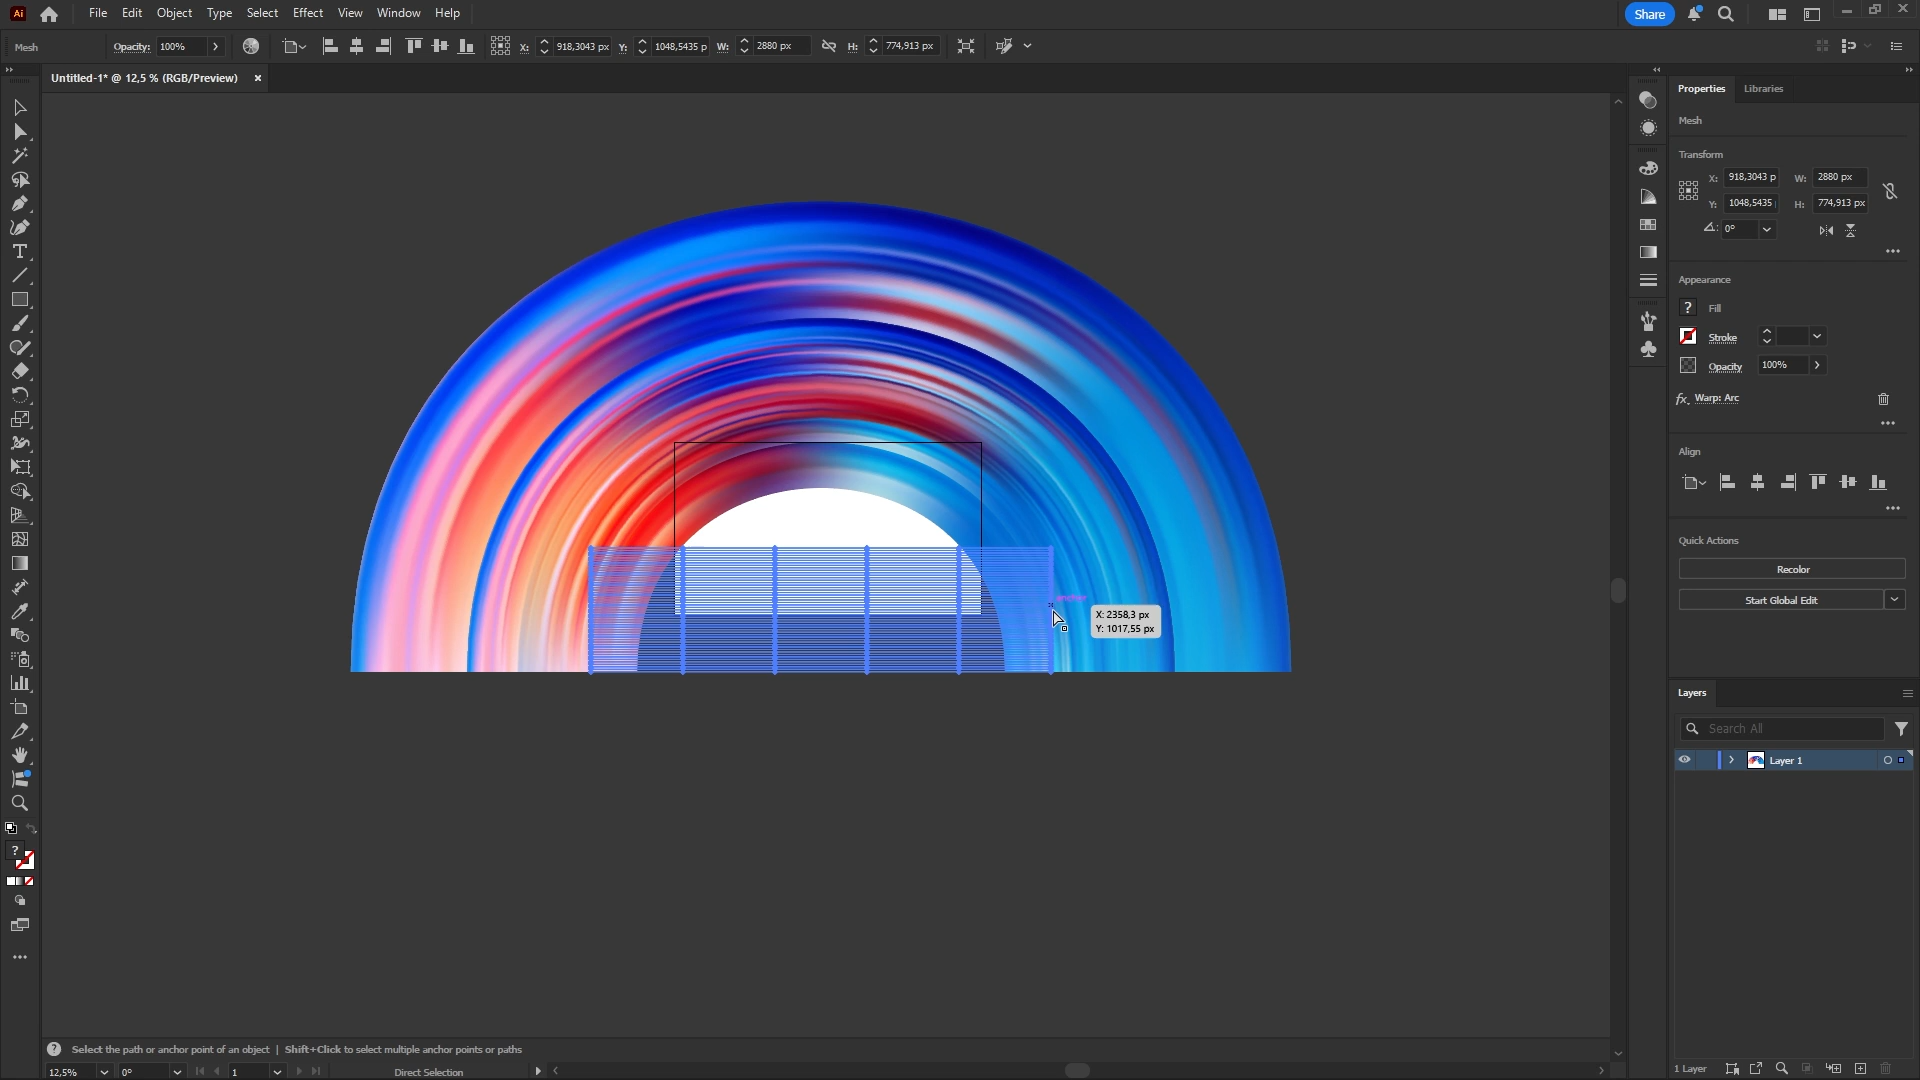 Ai File Edit Object Type Select Effect View Window Help Share
Mesh Opacity: 100% X: 918,3043 px Y: 1048,5435 p W: 2880 px H: 774,913 px
Untitled-1* @ 12,5 % (RGB/Preview) ×
Properties Libraries
Mesh
Transform
X: 918,3043 p W: 2880 px
Y: 1048,5435 H: 774,913 px
0°
Appearance
? Fill
Stroke
Opacity 100%
fx. Warp: Arc
Align
Quick Actions
Recolor
Start Global Edit
anchor
X: 2358,3 px
Y: 1017,55 px
Layers
Search All
Layer 1
?
? Select the path or anchor point of an object | Shift+Click to select multiple anchor points or paths
12,5% 0° 1 Direct Selection
1 Layer